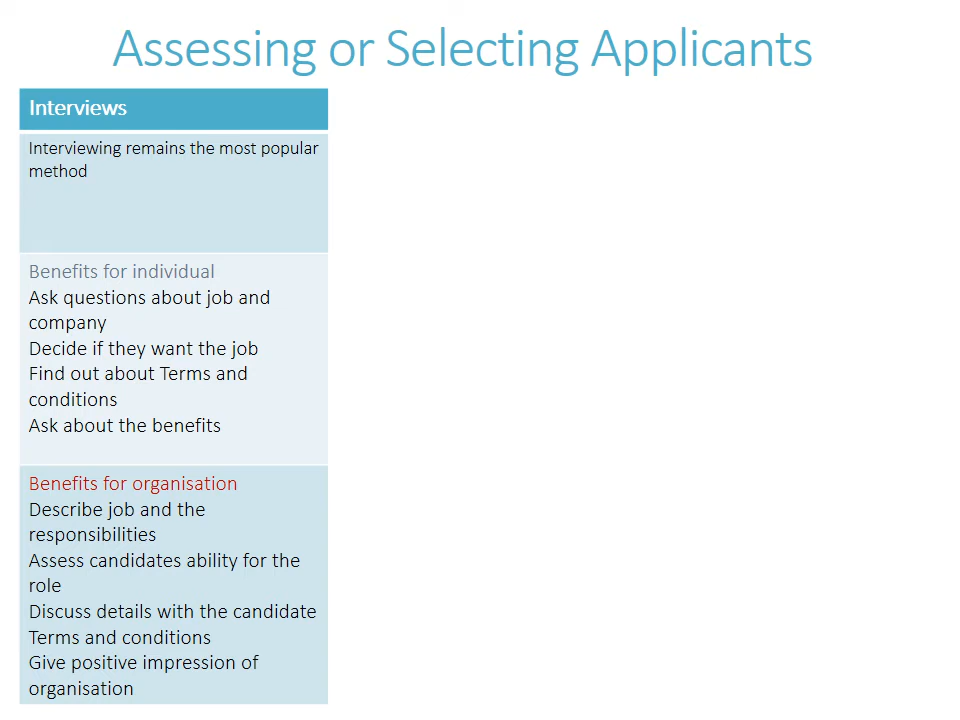 Assessing or Selecting Applicants
Interviews
Interviewing remains the most popular
method
Benefits for individual
Ask questions about job and
company
Decide if they want the job
Find out about Terms and
conditions
Ask about the benefits
Benefits for organisation
Describe job and the
responsibilities
Assess candidates ability for the
role
Discuss details with the candidate
Terms and conditions
Give positive impression of
organisation